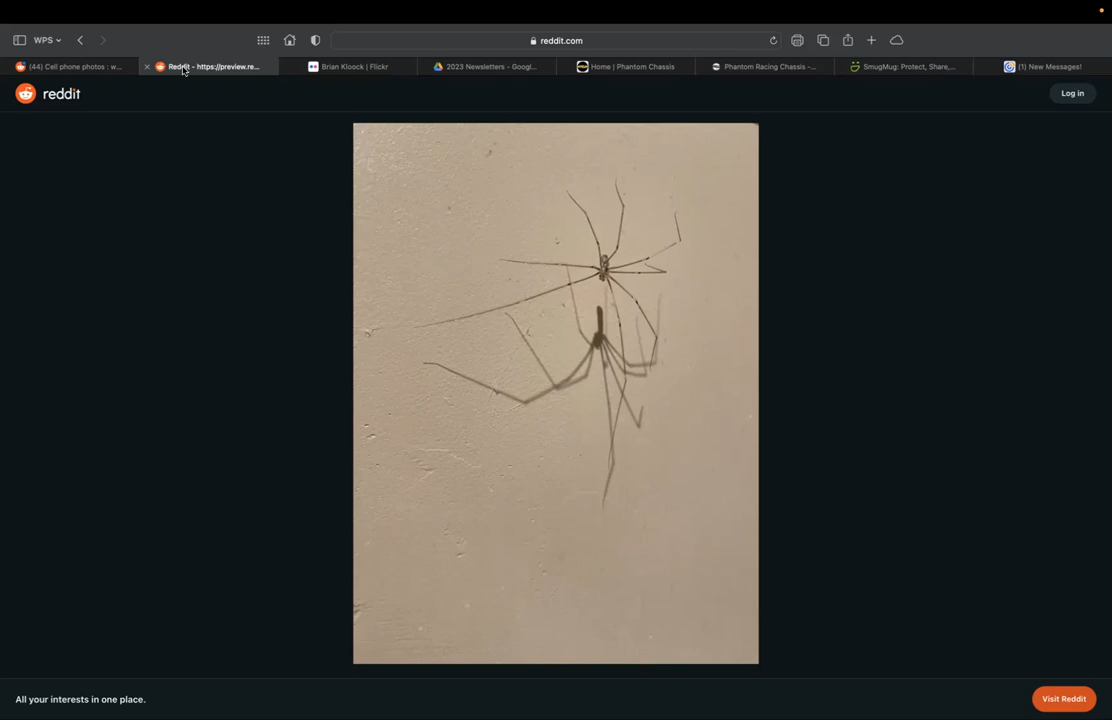 WPS
reddit.com
(44) Cell phone photos : w...
Reddit - https://preview.re...
Brian Kloock | Flickr
2023 Newsletters - Googl...
Home | Phantom Chassis
Phantom Racing Chassis -...
SmugMug: Protect, Share,...
(1) New Messages!
reddit
Log in
All your interests in one place.
Visit Reddit